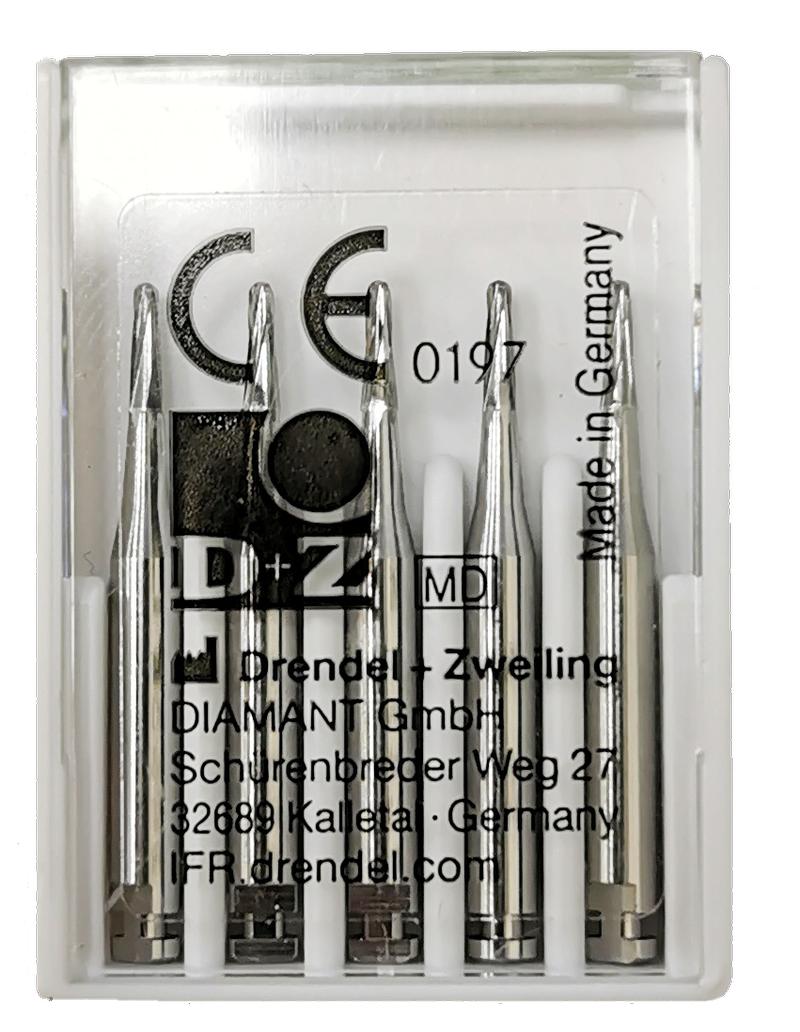 CE 0197
Made in Germany
D+Z
MD
Drendel + Zweiling
DIAMANT GmbH
Schürenbreder Weg 27
32689 Kalletal · Germany
IFR.drendel.com